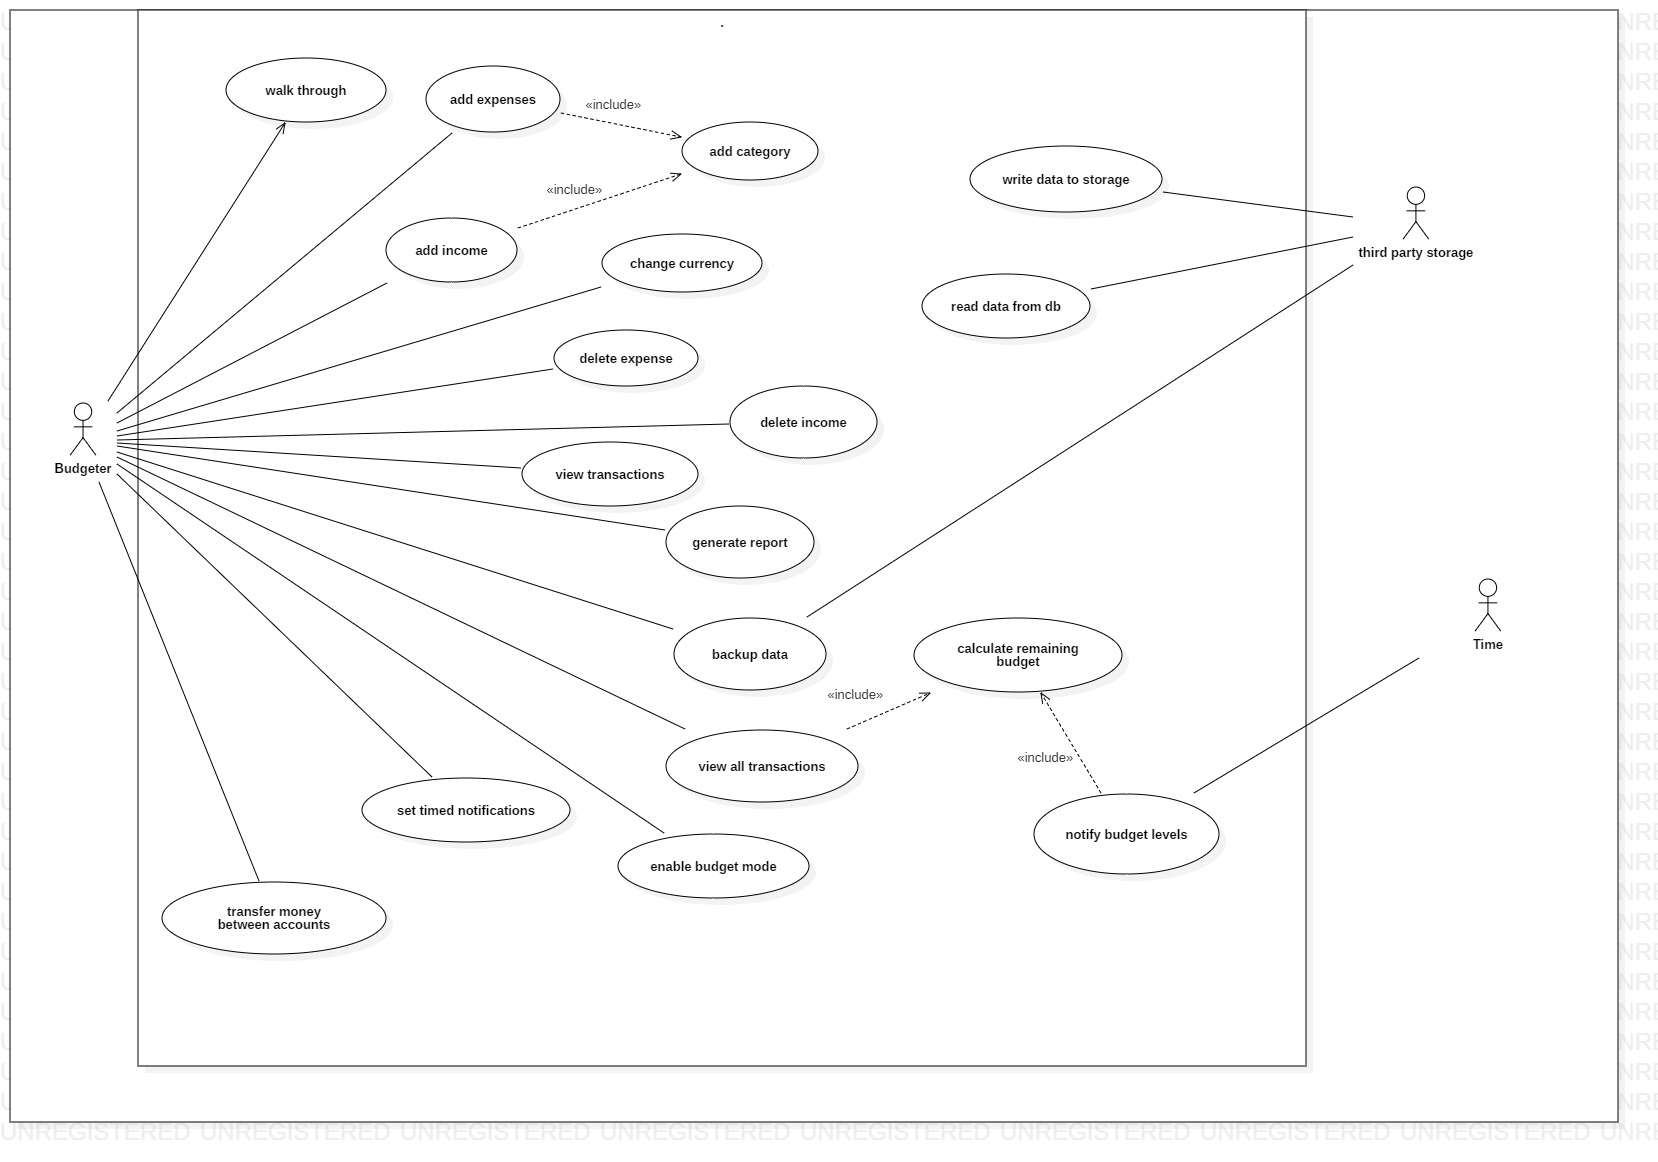 walk through
add expenses
«include»
add category
write data to storage
«include»
add income
change currency
third party storage
read data from db
delete expense
delete income
Budgeter
view transactions
generate report
backup data
calculate remaining
budget
Time
«include»
view all transactions
«include»
set timed notifications
notify budget levels
enable budget mode
transfer money
between accounts
UNREGISTERED UNREGISTERED UNREGISTERED UNREGISTERED UNREGISTERED UNREGISTERED UNREGISTERED UNREGISTERED UNRE